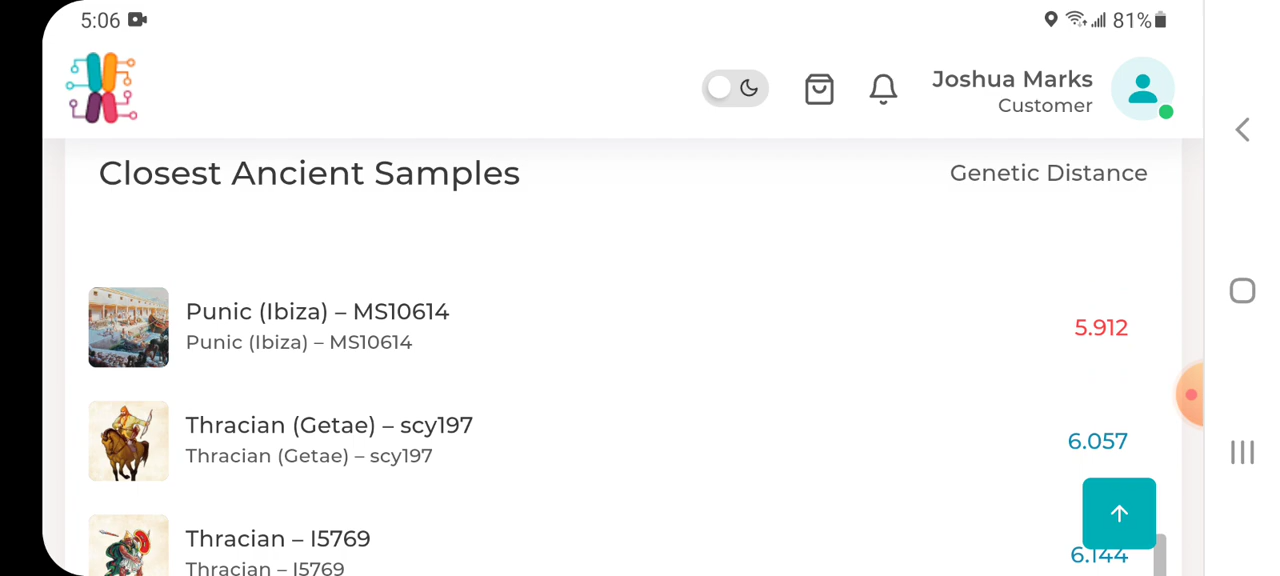 5:06 81%
Joshua Marks
Customer
Closest Ancient Samples Genetic Distance
Punic (Ibiza) – MS10614
Punic (Ibiza) – MS10614
5.912
Thracian (Getae) – scy197
Thracian (Getae) – scy197
6.057
Thracian – I5769
Thracian – I5769
6.144